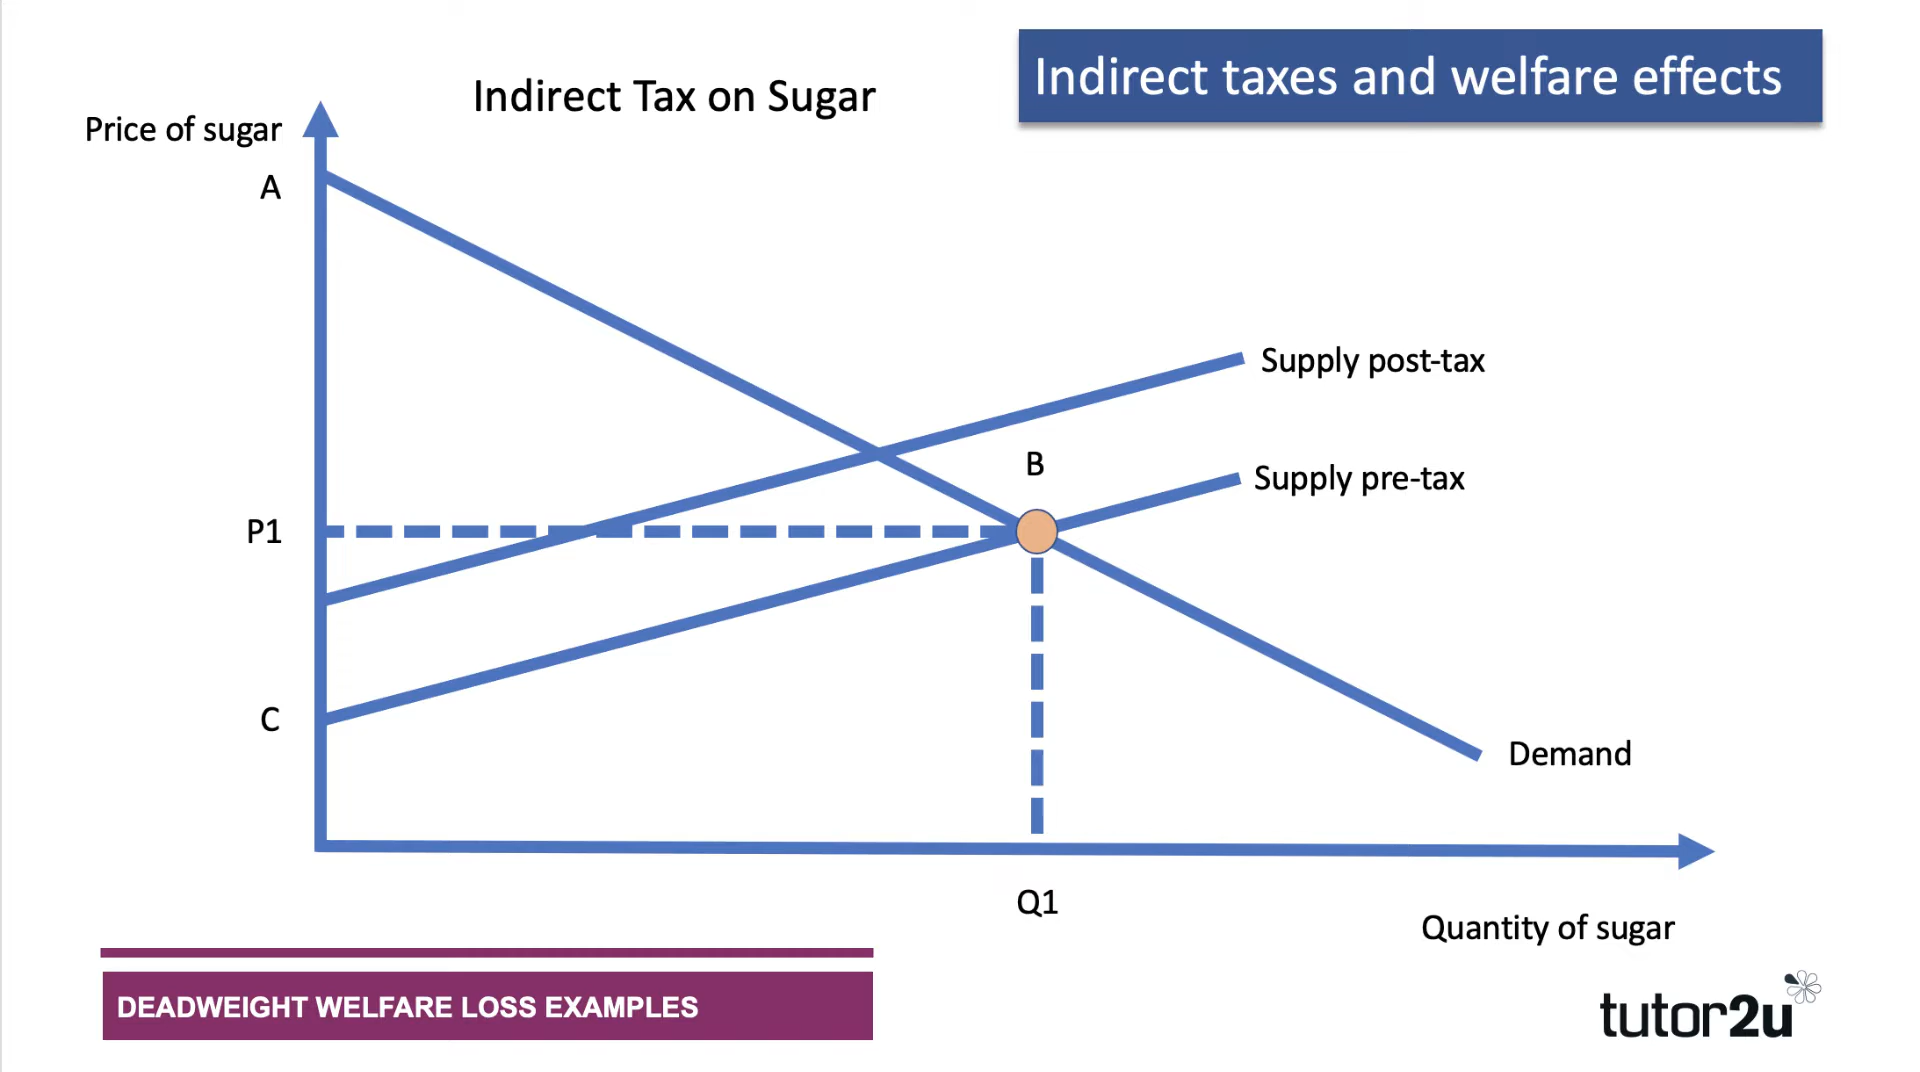 Indirect taxes and welfare effects
Indirect Tax on Sugar
Price of sugar
A
Supply post-tax
B
Supply pre-tax
P1
C
Demand
Q1
Quantity of sugar
DEADWEIGHT WELFARE LOSS EXAMPLES
tutor2u